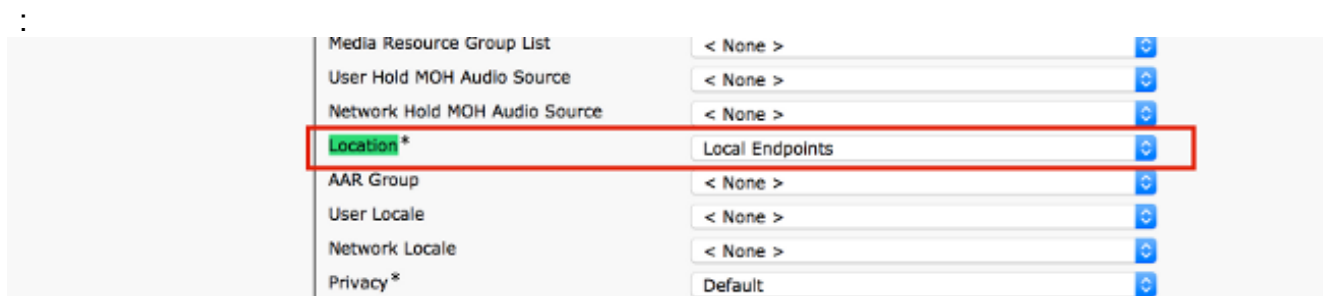 :
Media Resource Group List < None >
User Hold MOH Audio Source < None >
Network Hold MOH Audio Source < None >
Location* Local Endpoints
AAR Group < None >
User Locale < None >
Network Locale < None >
Privacy* Default